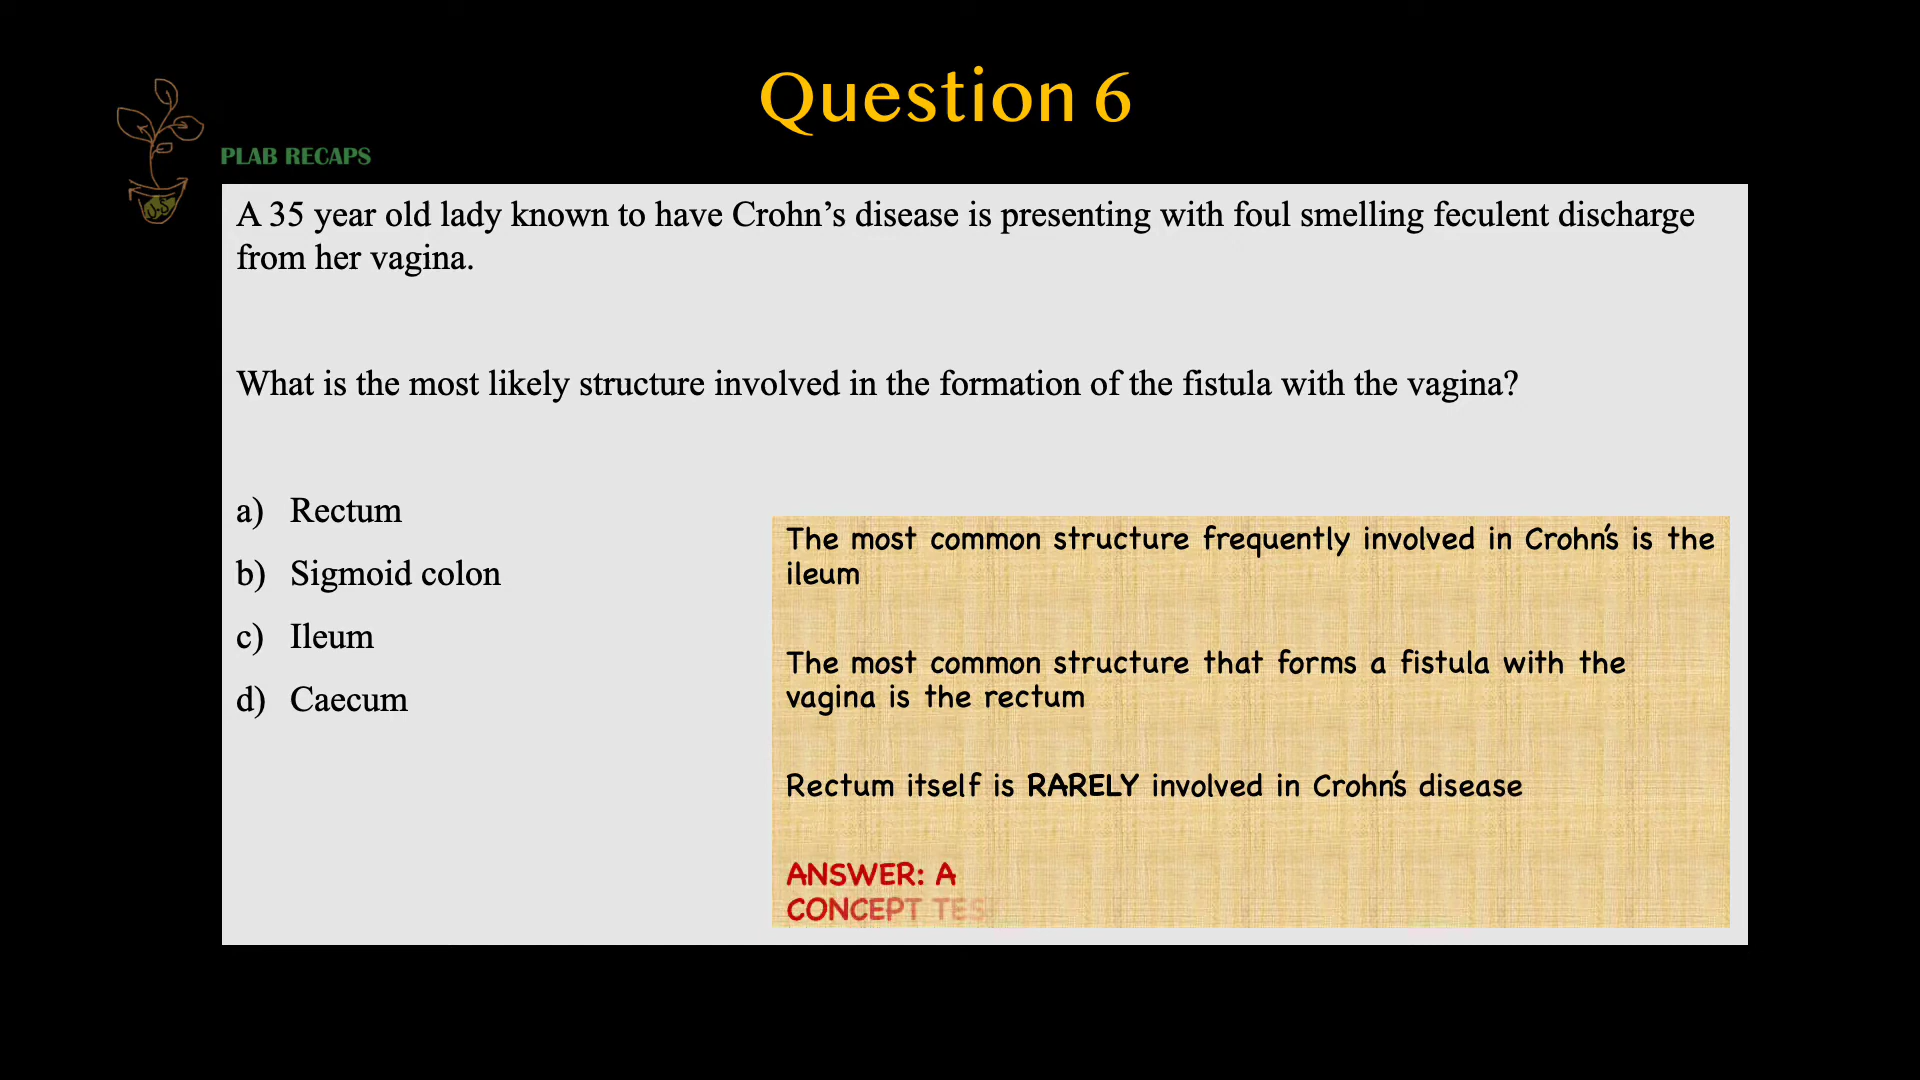 Question 6
PLAB RECAPS
A 35 year old lady known to have Crohn’s disease is presenting with foul smelling feculent discharge
from her vagina.
What is the most likely structure involved in the formation of the fistula with the vagina?
a) Rectum
b) Sigmoid colon
c) Ileum
d) Caecum
The most common structure frequently involved in Crohn's is the
ileum
The most common structure that forms a fistula with the
vagina is the rectum
Rectum itself is RARELY involved in Crohn's disease
ANSWER: A
CONCEPT TES